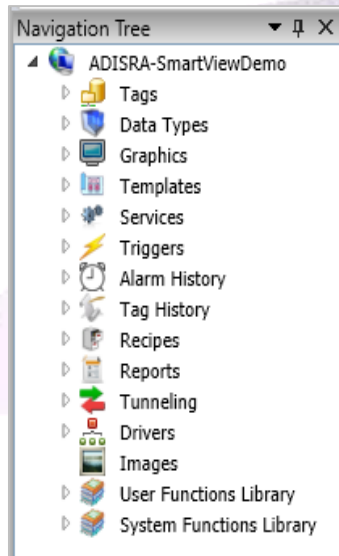 Navigation Tree
ADISRA-SmartViewDemo
Tags
Data Types
Graphics
Templates
Services
Triggers
Alarm History
Tag History
Recipes
Reports
Tunneling
Drivers
Images
User Functions Library
System Functions Library